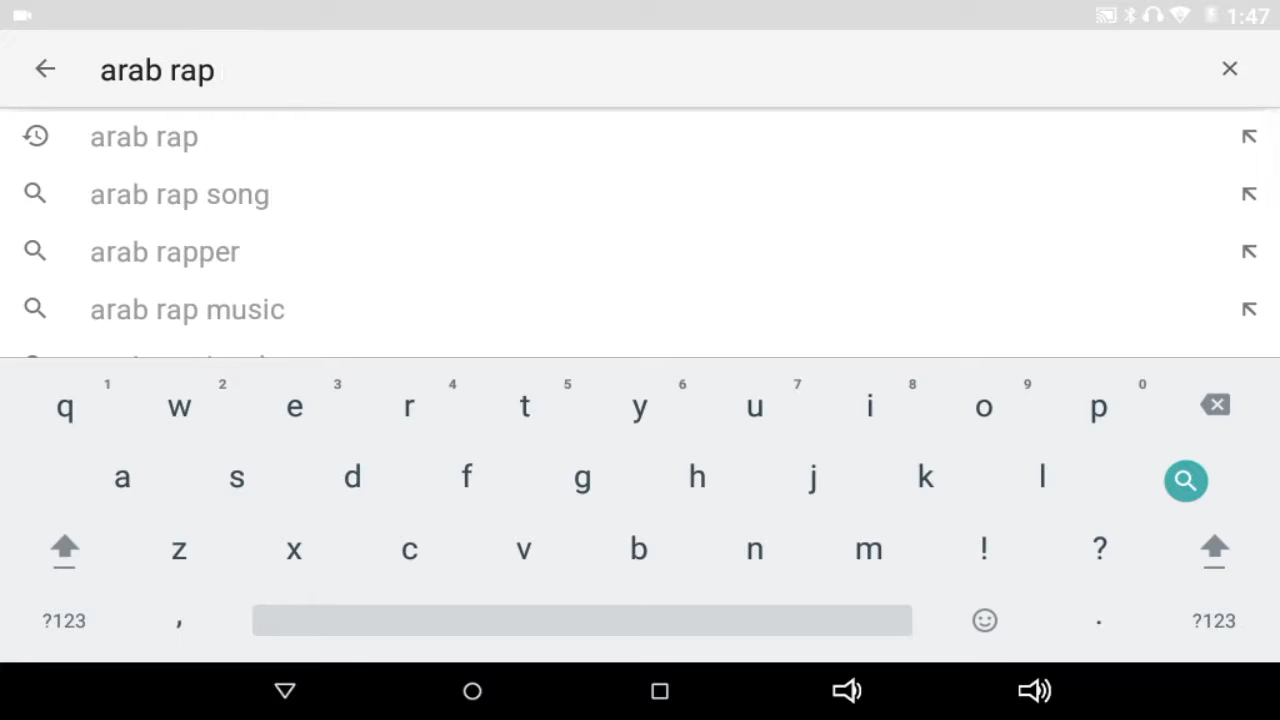 1:47
arab rap
arab rap
arab rap song
arab rapper
arab rap music
1 2 3 4 5 6 7 8 9 0
q w e r t y u i o p
a s d f g h j k l
z x c v b n m ! ?
?123 , . ?123